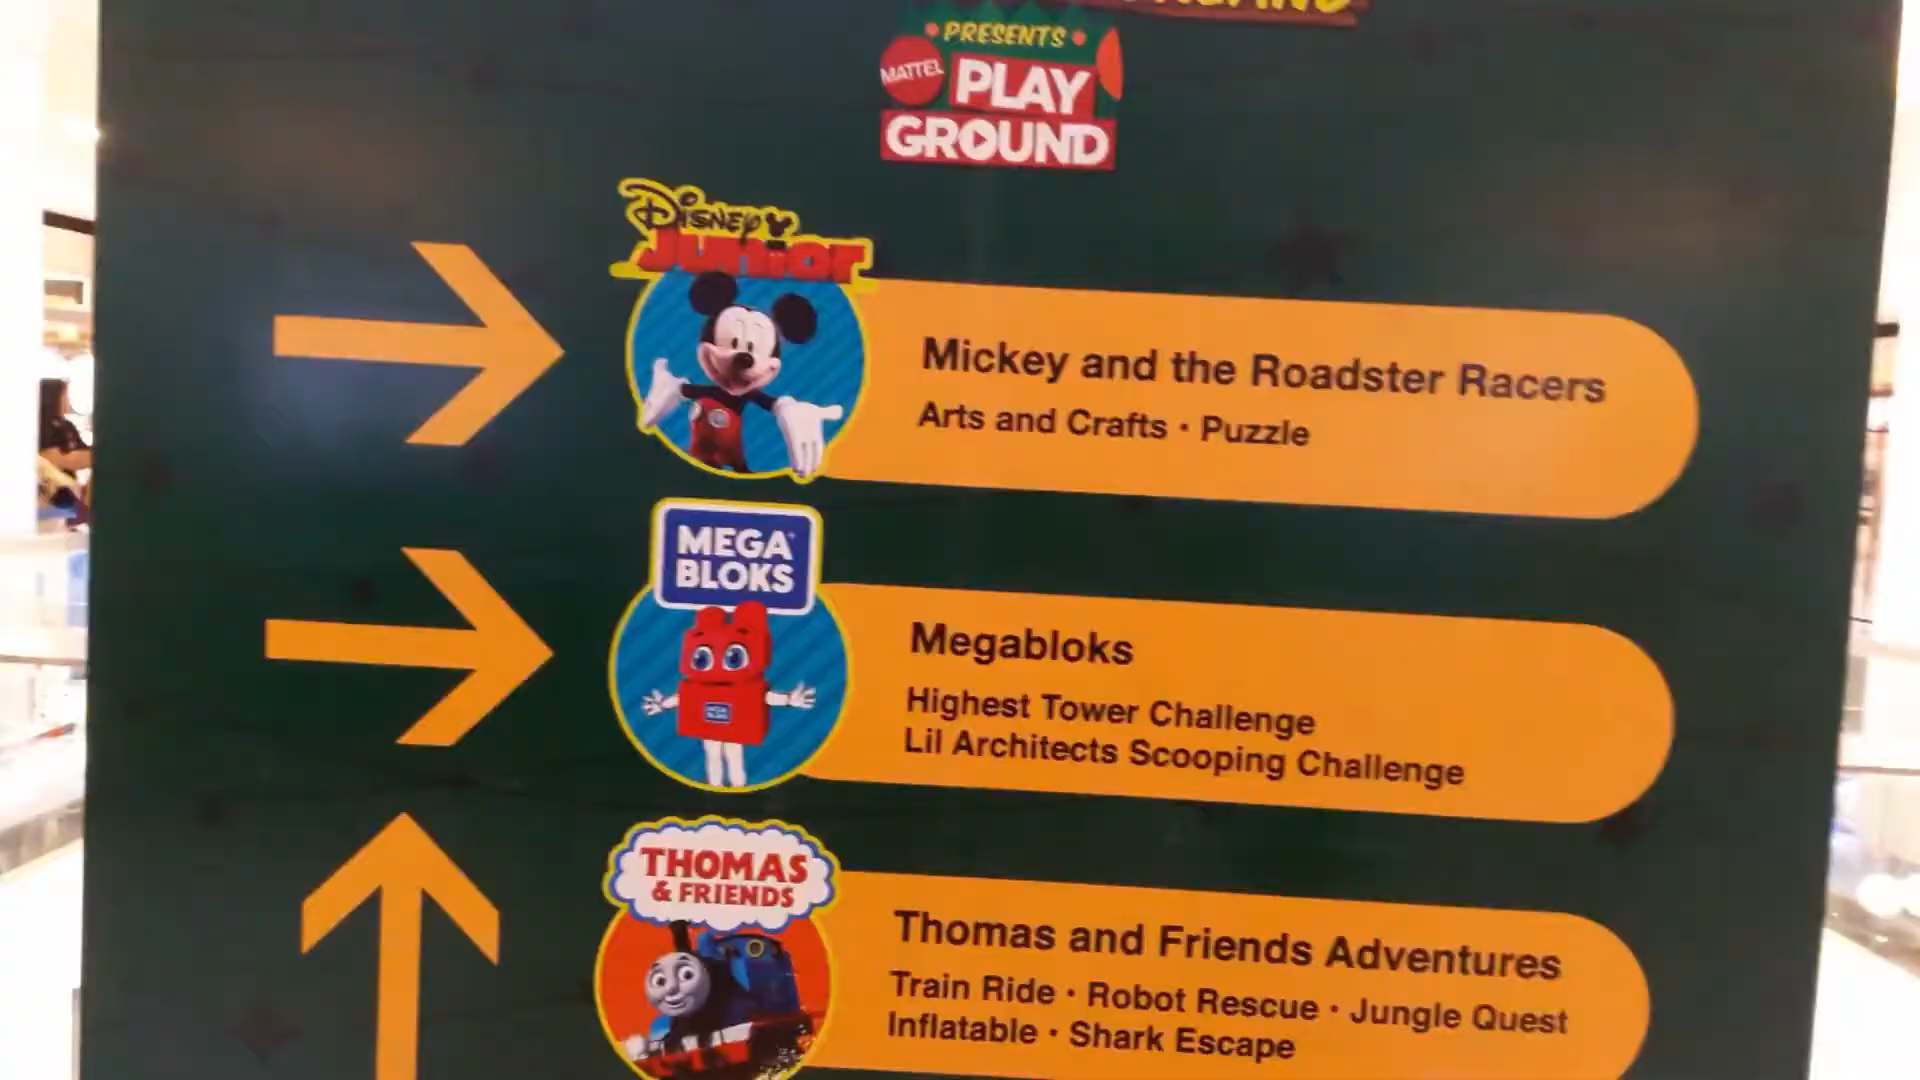 PRESENTS
MATTEL
PLAY
GROUND
Disney
Junior
Mickey and the Roadster Racers
Arts and Crafts • Puzzle
MEGA
BLOKS
MEGA
BLOKS
Megabloks
Highest Tower Challenge
Lil Architects Scooping Challenge
THOMAS
& FRIENDS
Thomas and Friends Adventures
Train Ride • Robot Rescue • Jungle Quest
Inflatable • Shark Escape